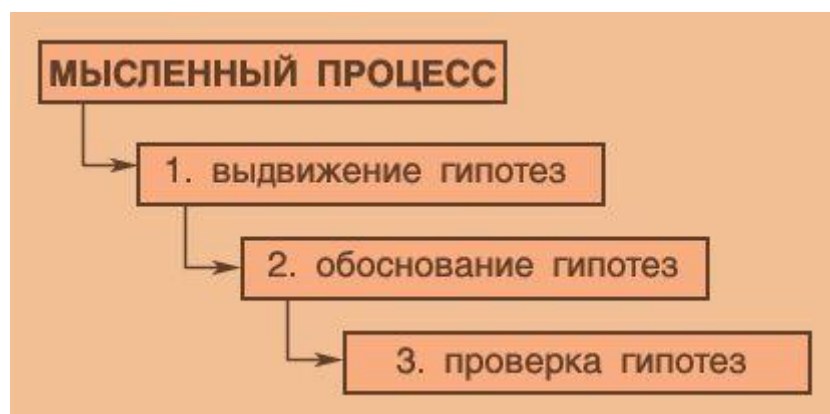 МЫСЛЕННЫЙ ПРОЦЕСС
1. выдвижение гипотез
2. обоснование гипотез
3. проверка гипотез